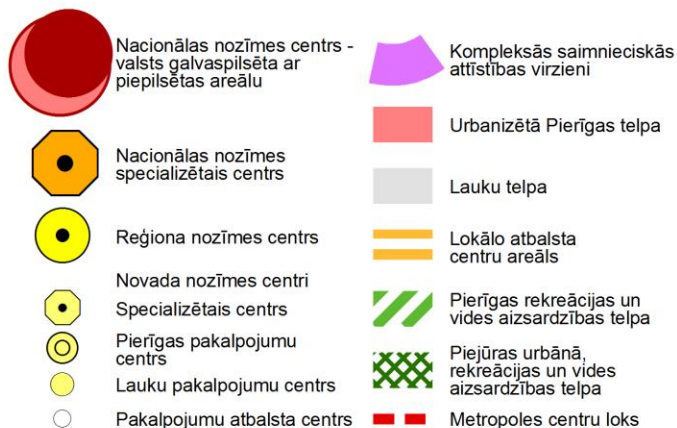 Nacionālas nozīmes centrs -
valsts galvaspilsēta ar
piepilsētas areālu
Nacionālas nozīmes
specializētais centrs
Reģiona nozīmes centrs
Novada nozīmes centri
Specializētais centrs
Pierīgas pakalpojumu
centrs
Lauku pakalpojumu centrs
Pakalpojumu atbalsta centrs
Kompleksās saimnieciskās
attīstības virzieni
Urbanizētā Pierīgas telpa
Lauku telpa
Lokālo atbalsta
centru areāls
Pierīgas rekreācijas un
vides aizsardzības telpa
Piejūras urbānā,
rekreācijas un vides
aizsardzības telpa
Metropoles centru loks